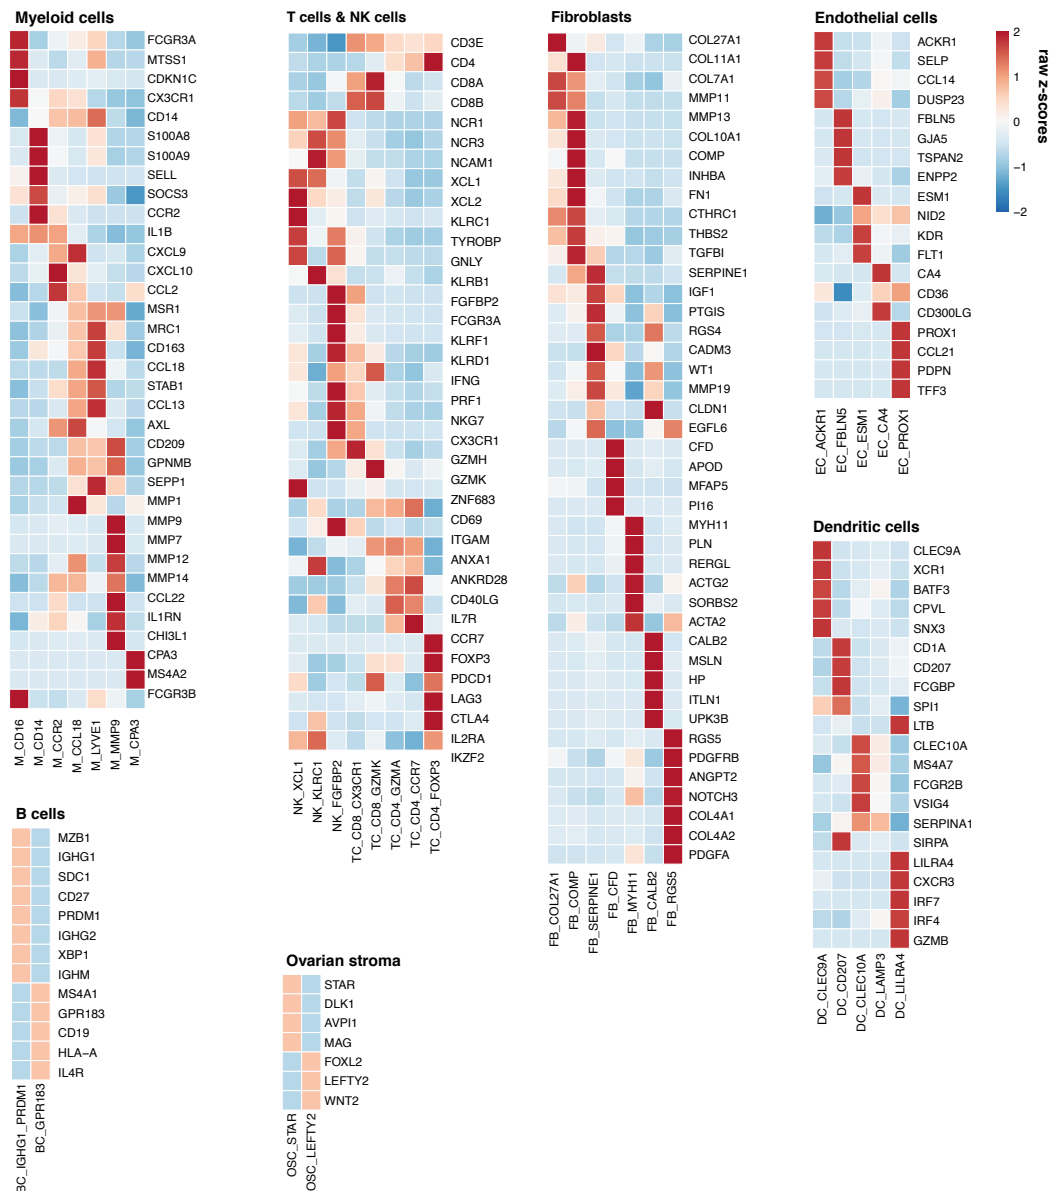 Myeloid cells
FCGR3A
MTSS1
CDKN1C
CX3CR1
CD14
S100A8
S100A9
SELL
SOCS3
CCR2
IL1B
CXCL9
CXCL10
CCL2
MSR1
MRC1
CD163
CCL18
STAB1
CCL13
AXL
CD209
GPNMB
SEPP1
MMP1
MMP9
MMP7
MMP12
MMP14
CCL22
IL1RN
CHI3L1
CPA3
MS4A2
FCGR3B
M_CD16
M_CD14
M_CCR2
M_CCL18
M_LYVE1
M_MMP9
M_CPA3
T cells & NK cells
CD3E
CD4
CD8A
CD8B
NCR1
NCR3
NCAM1
XCL1
XCL2
KLRC1
TYROBP
GNLY
KLRB1
FGFBP2
FCGR3A
KLRF1
KLRD1
IFNG
PRF1
NKG7
CX3CR1
GZMH
GZMK
ZNF683
CD69
ITGAM
ANXA1
ANKRD28
CD40LG
IL7R
CCR7
FOXP3
PDCD1
LAG3
CTLA4
IL2RA
IKZF2
NK_XCL1
NK_KLRC1
NK_FGFBP2
TC_CD8_CX3CR1
TC_CD8_GZMK
TC_CD4_GZMA
TC_CD4_CCR7
TC_CD4_FOXP3
Fibroblasts
COL27A1
COL11A1
COL7A1
MMP11
MMP13
COL10A1
COMP
INHBA
FN1
CTHRC1
THBS2
TGFBI
SERPINE1
IGF1
PTGIS
RGS4
CADM3
WT1
MMP19
CLDN1
EGFL6
CFD
APOD
MFAP5
PI16
MYH11
PLN
RERGL
ACTG2
SORBS2
ACTA2
CALB2
MSLN
HP
ITLN1
UPK3B
RGS5
PDGFRB
ANGPT2
NOTCH3
COL4A1
COL4A2
PDGFA
FB_COL27A1
FB_COMP
FB_SERPINE1
FB_CFD
FB_MYH11
FB_CALB2
FB_RGS5
Endothelial cells
ACKR1
SELP
CCL14
DUSP23
FBLN5
GJA5
TSPAN2
ENPP2
ESM1
NID2
KDR
FLT1
CA4
CD36
CD300LG
PROX1
CCL21
PDPN
TFF3
EC_ACKR1
EC_FBLN5
EC_ESM1
EC_CA4
EC_PROX1
2
1
0
−1
−2
raw z-scores
Dendritic cells
CLEC9A
XCR1
BATF3
CPVL
SNX3
CD1A
CD207
FCGBP
SPI1
LTB
CLEC10A
MS4A7
FCGR2B
VSIG4
SERPINA1
SIRPA
LILRA4
CXCR3
IRF7
IRF4
GZMB
DC_CLEC9A
DC_CD207
DC_CLEC10A
DC_LAMP3
DC_LILRA4
B cells
MZB1
IGHG1
SDC1
CD27
PRDM1
IGHG2
XBP1
IGHM
MS4A1
GPR183
CD19
HLA−A
IL4R
BC_IGHG1_PRDM1
BC_GPR183
Ovarian stroma
STAR
DLK1
AVPI1
MAG
FOXL2
LEFTY2
WNT2
OSC_STAR
OSC_LEFTY2